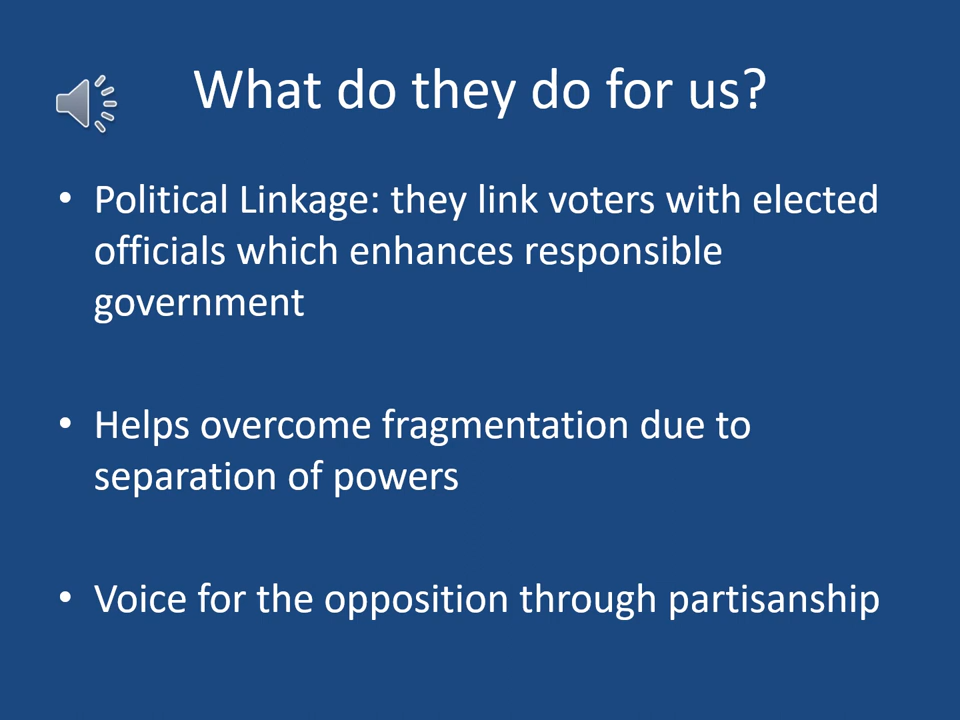 What do they do for us?
• Political Linkage: they link voters with elected
officials which enhances responsible
government
• Helps overcome fragmentation due to
separation of powers
• Voice for the opposition through partisanship